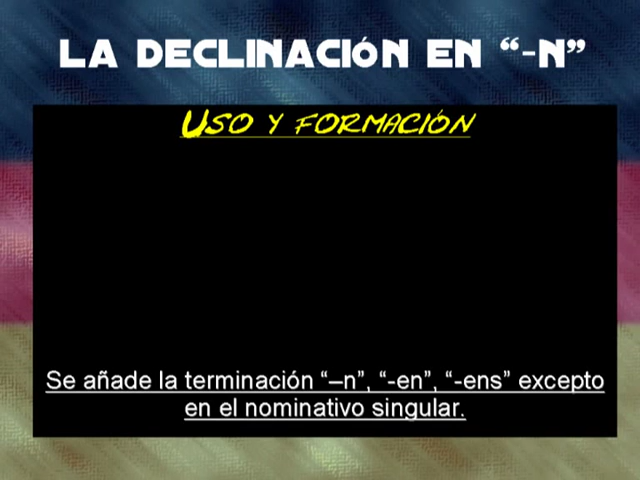 LA DECLINACIÓN EN “-N”
USO Y FORMACIÓN
Se añade la terminación “–n”, “-en”, “-ens” excepto
en el nominativo singular.